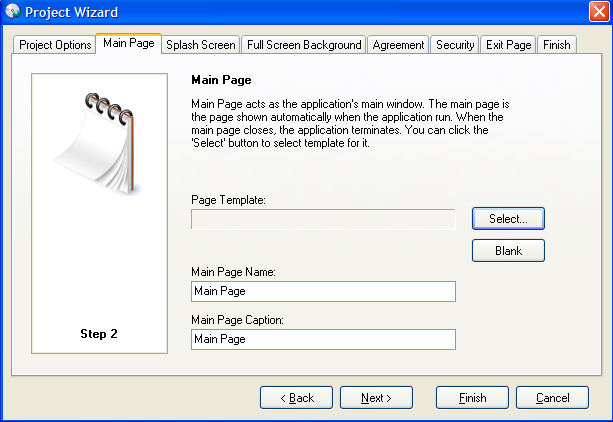 Project Wizard
Project Options Main Page Splash Screen Full Screen Background Agreement Security Exit Page Finish
Main Page
Main Page acts as the application's main window. The main page is
the page shown automatically when the application run. When the
main page closes, the application terminates. You can click the
'Select' button to select template for it.
Page Template:
Select...
Blank
Main Page Name:
Main Page
Main Page Caption:
Main Page
Step 2
< Back Next > Finish Cancel